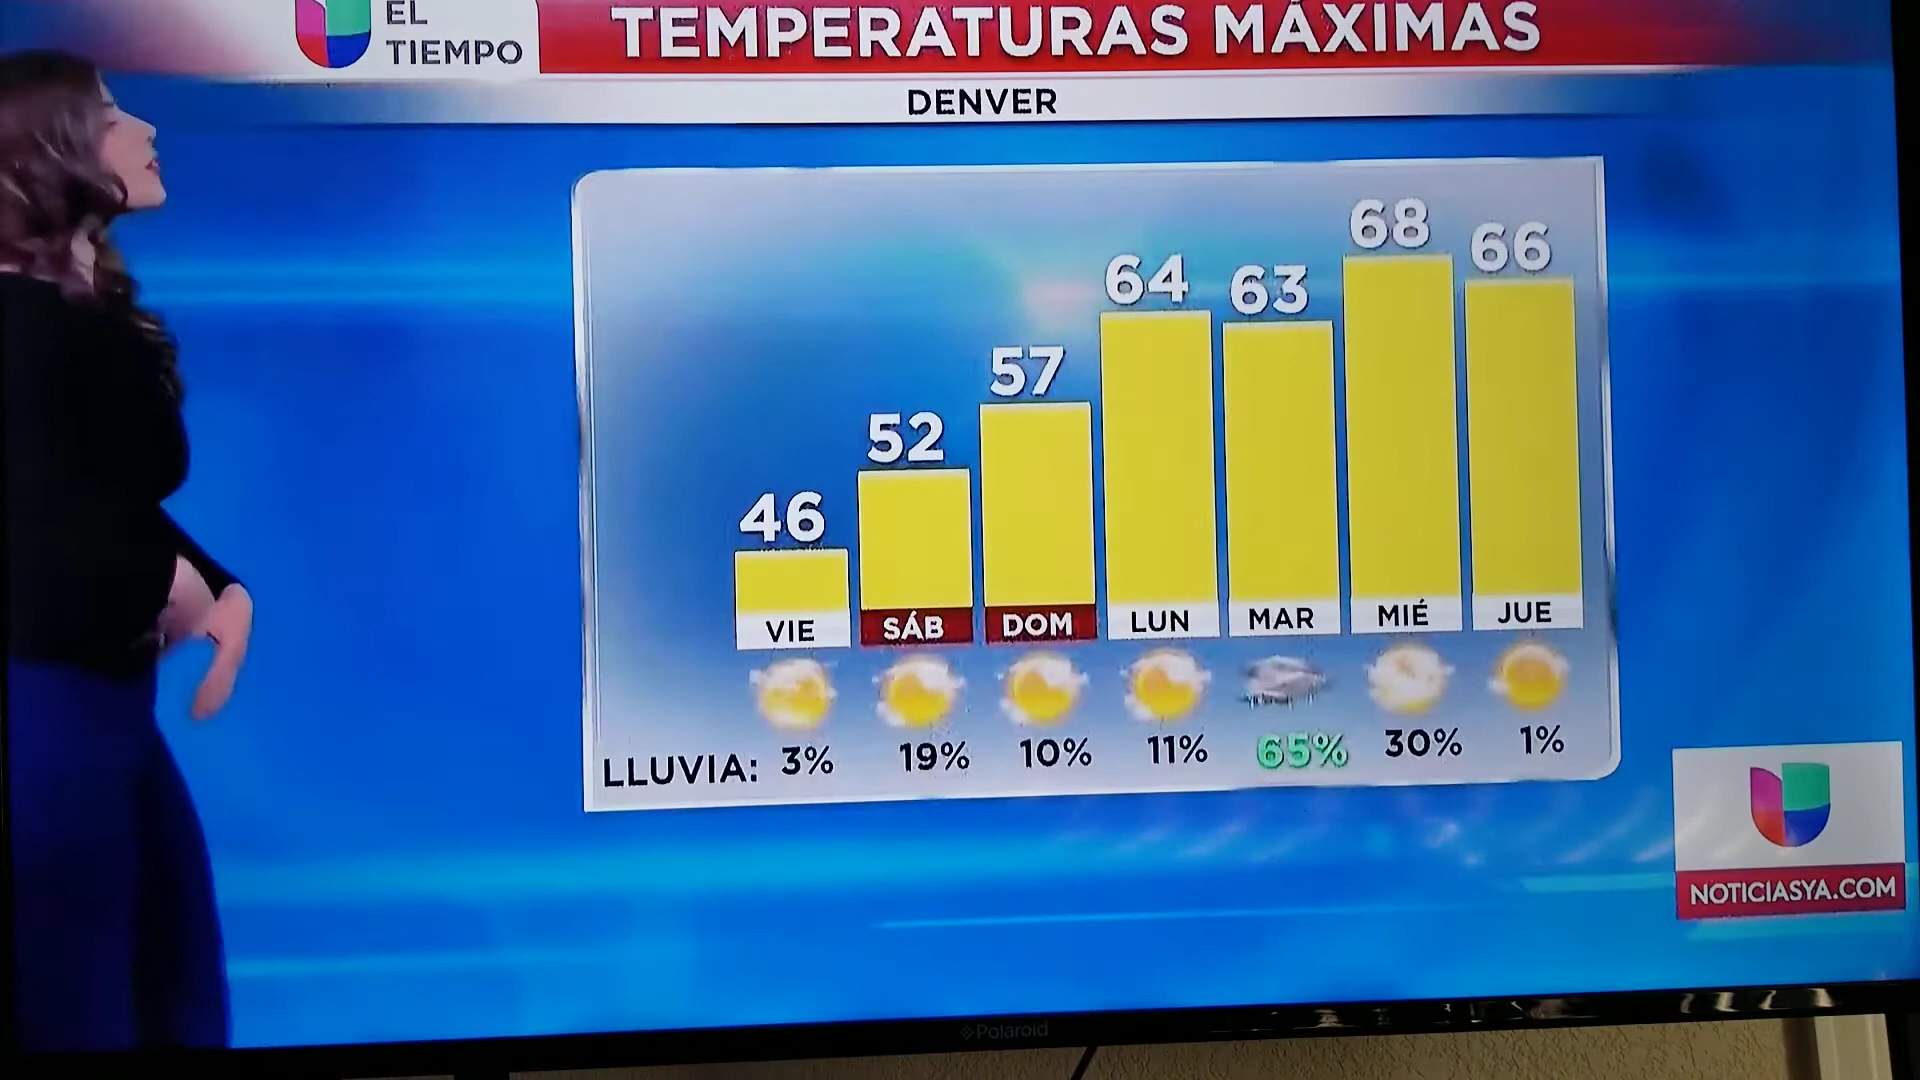 EL
TIEMPO
TEMPERATURAS MÁXIMAS
DENVER
46 52 57 64 63 68 66
VIE SÁB DOM LUN MAR MIÉ JUE
LLUVIA: 3% 19% 10% 11% 65% 30% 1%
NOTICIASYA.COM
Polaroid